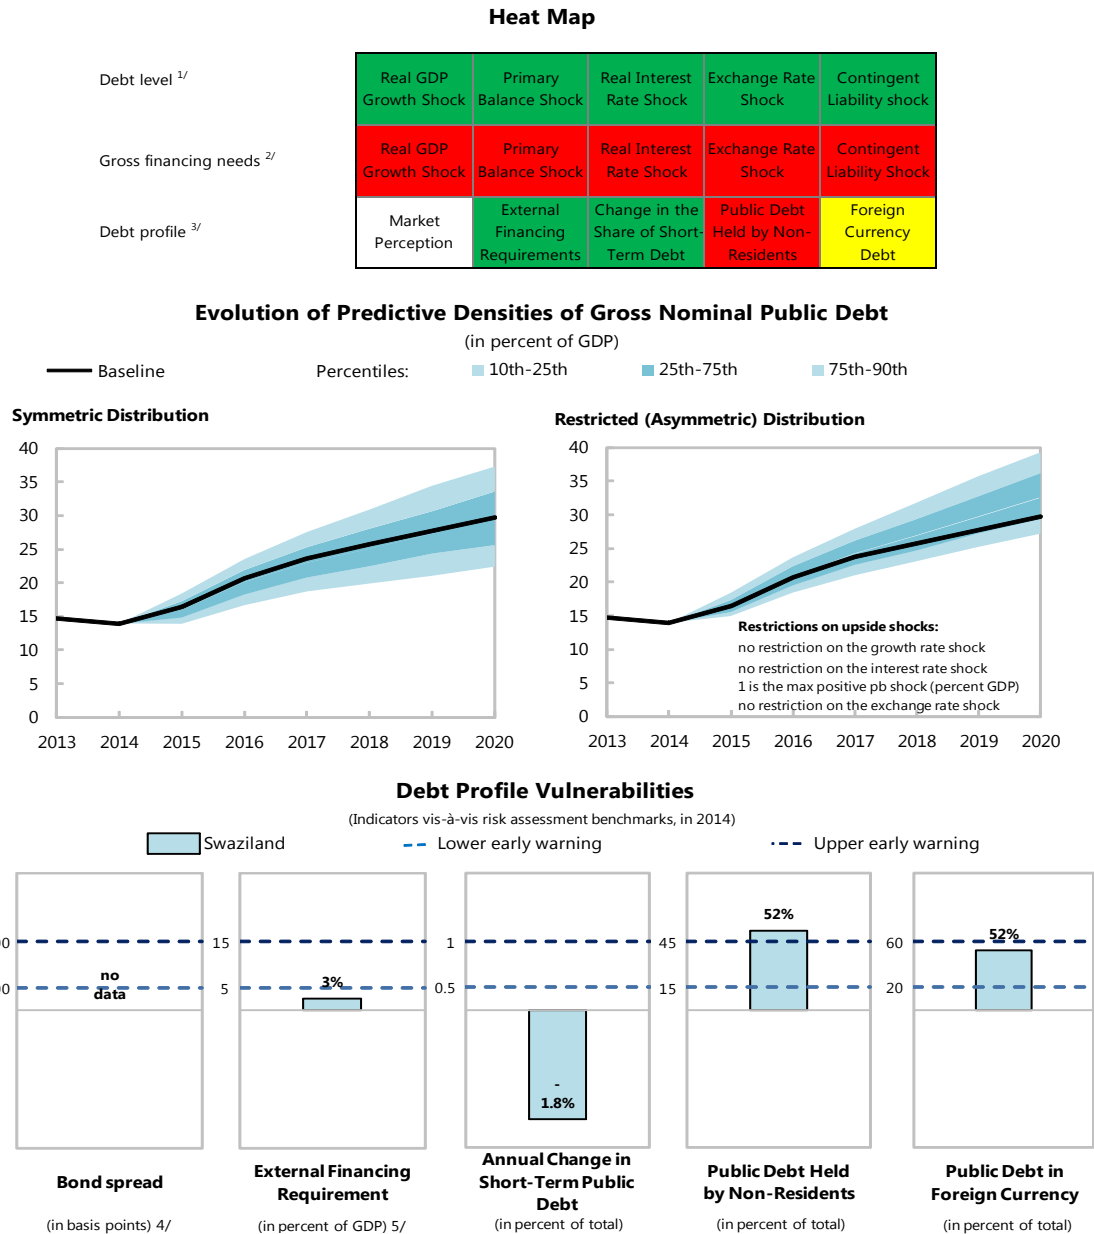 Heat Map
Debt level 1/
Real GDP Growth Shock
Primary Balance Shock
Real Interest Rate Shock
Exchange Rate Shock
Contingent Liability shock
Gross financing needs 2/
Real GDP Growth Shock
Primary Balance Shock
Real Interest Rate Shock
Exchange Rate Shock
Contingent Liability Shock
Debt profile 3/
Market Perception
External Financing Requirements
Change in the Share of Short-Term Debt
Public Debt Held by Non-Residents
Foreign Currency Debt
Evolution of Predictive Densities of Gross Nominal Public Debt
(in percent of GDP)
Baseline
Percentiles:
10th-25th
25th-75th
75th-90th
Symmetric Distribution
40
35
30
25
20
15
10
5
0
2013 2014 2015 2016 2017 2018 2019 2020
Restricted (Asymmetric) Distribution
40
35
30
25
20
15
10
5
0
Restrictions on upside shocks:
no restriction on the growth rate shock
no restriction on the interest rate shock
1 is the max positive pb shock (percent GDP)
no restriction on the exchange rate shock
2013 2014 2015 2016 2017 2018 2019 2020
Debt Profile Vulnerabilities
(Indicators vis-à-vis risk assessment benchmarks, in 2014)
Swaziland
Lower early warning
Upper early warning
no
data
Bond spread
(in basis points) 4/
15
5
3%
External Financing
Requirement
(in percent of GDP) 5/
1
0.5
-
1.8%
Annual Change in
Short-Term Public
Debt
(in percent of total)
45
15
52%
Public Debt Held
by Non-Residents
(in percent of total)
60
20
52%
Public Debt in
Foreign Currency
(in percent of total)